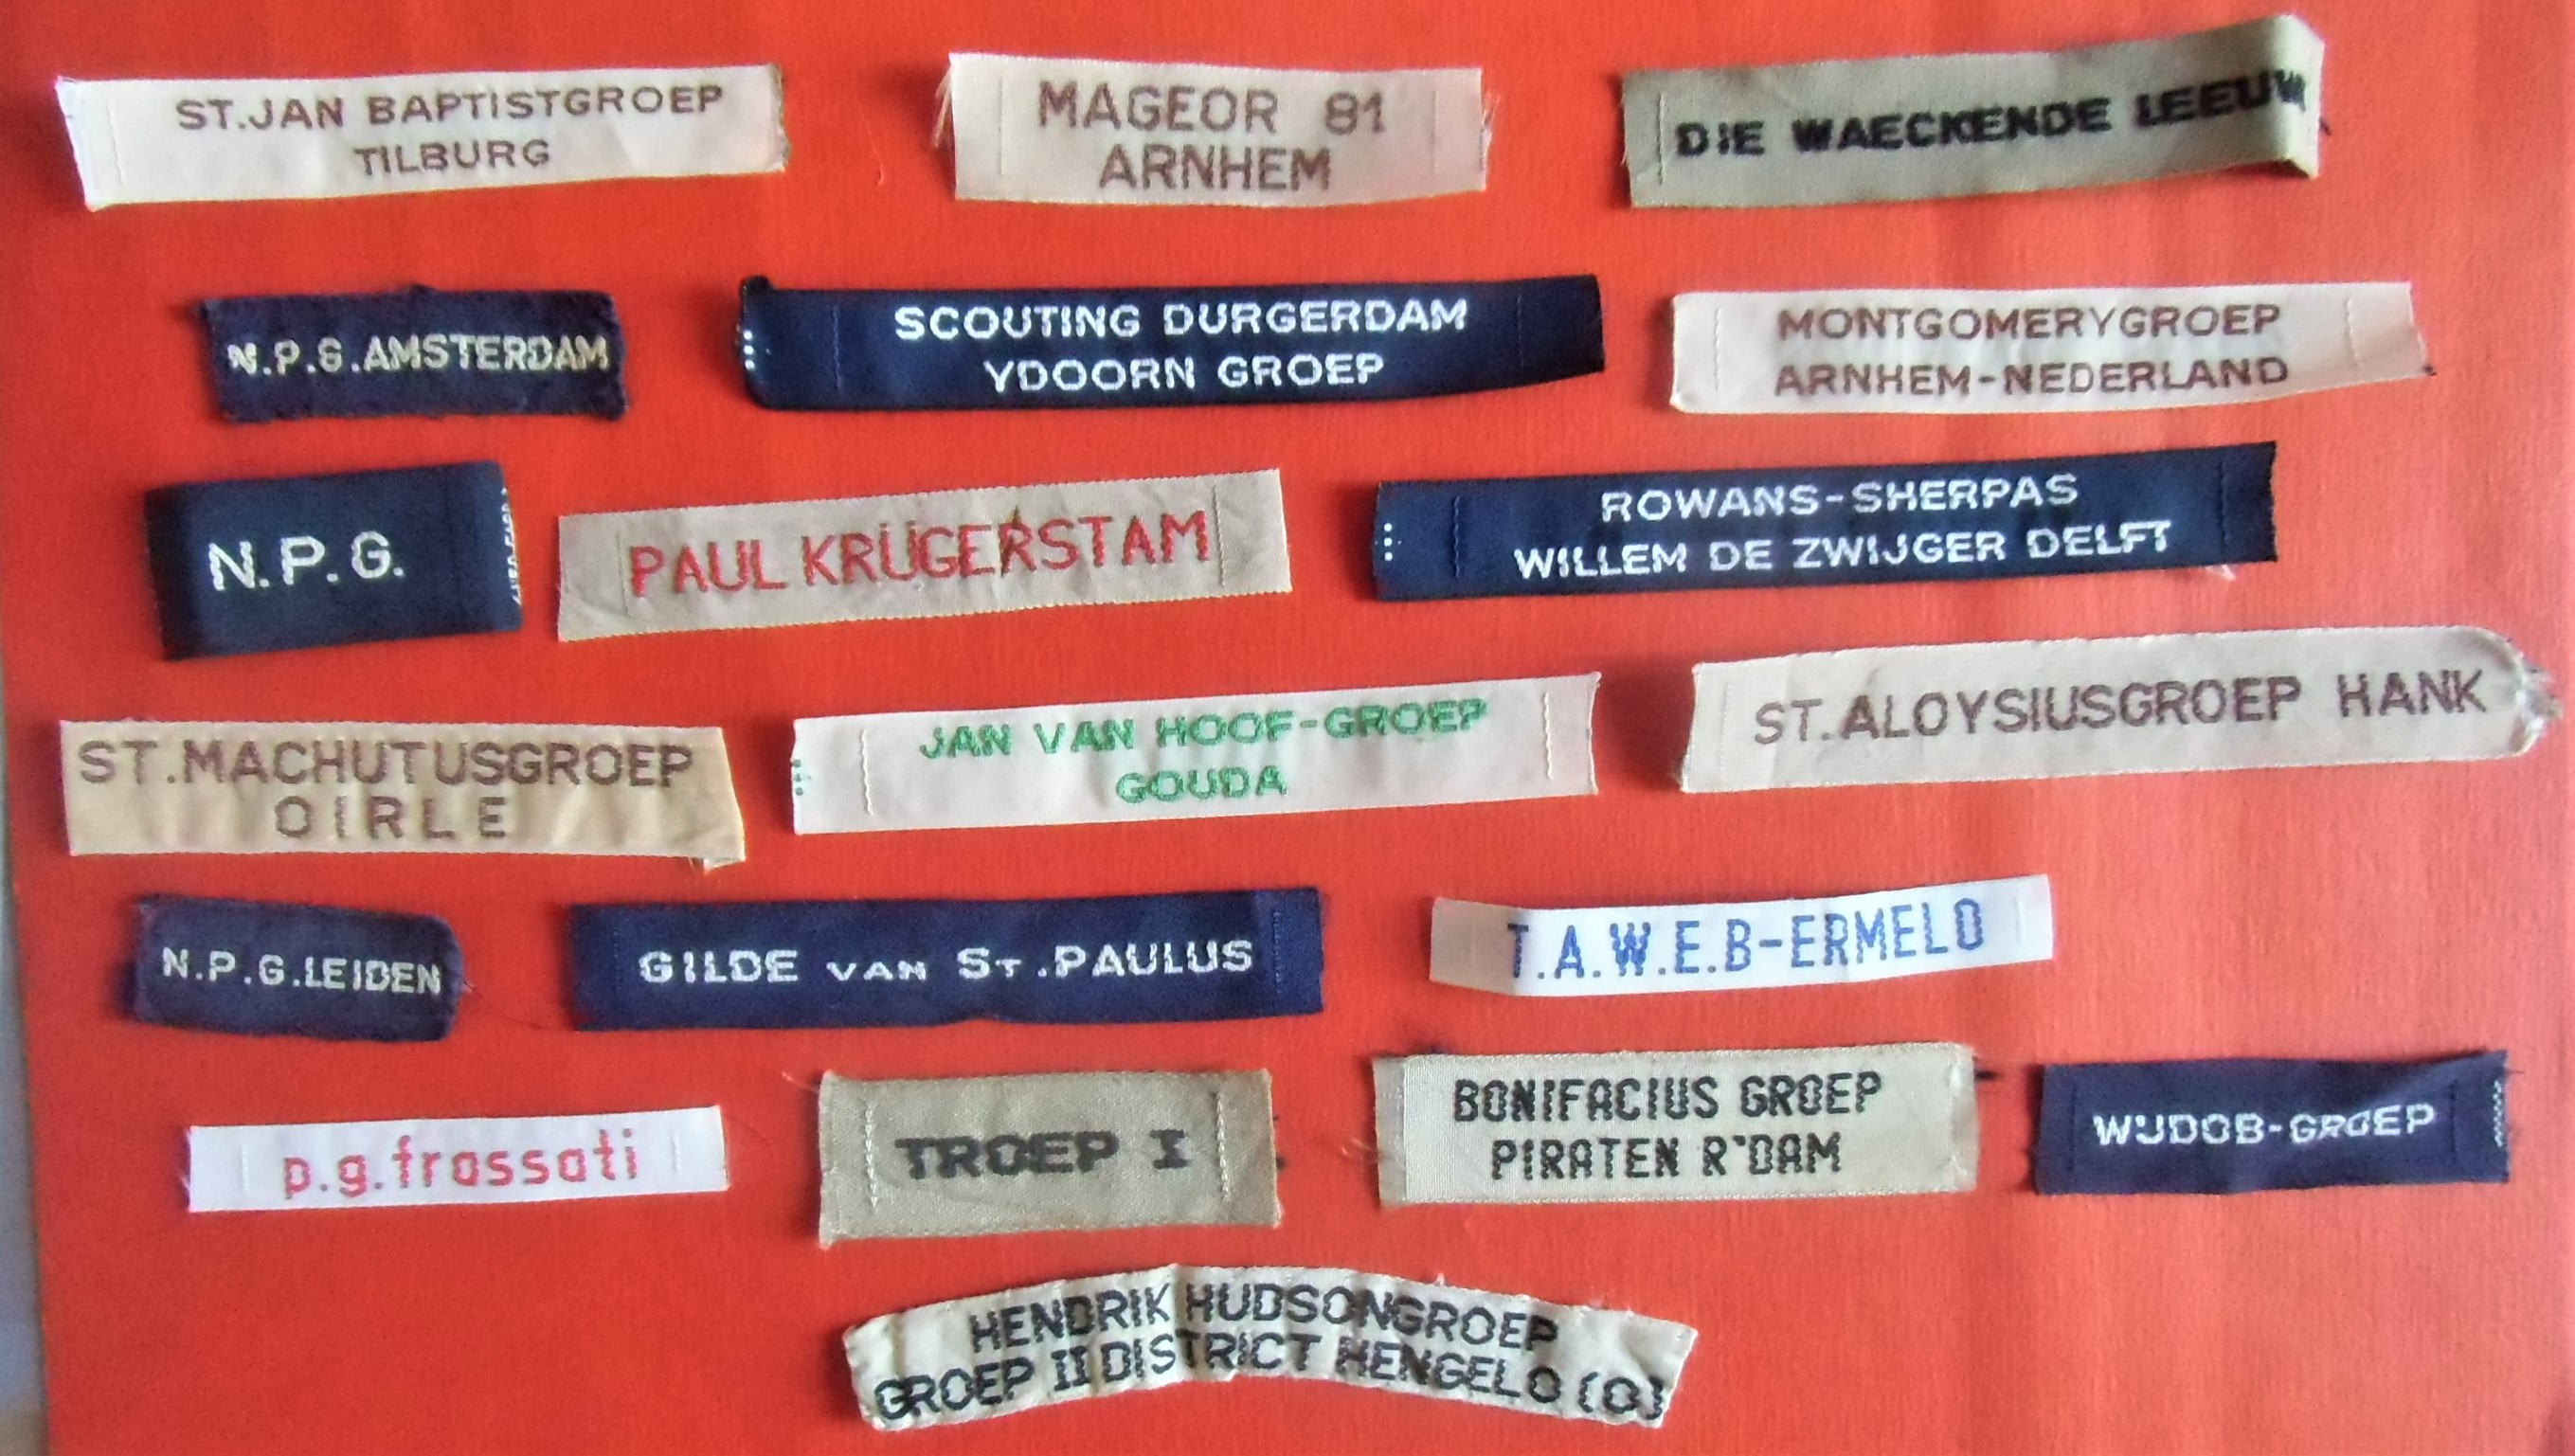 ST.JAN BAPTISTGROEP
TILBURG
MAGEOR 81
ARNHEM
DIE WAECKENDE LEEUW
N.P.G.AMSTERDAM
SCOUTING DURGERDAM
YDOORN GROEP
MONTGOMERYGROEP
ARNHEM-NEDERLAND
N.P.G.
PAUL KRÜGERSTAM
ROWANS-SHERPAS
WILLEM DE ZWIJGER DELFT
ST.MACHUTUSGROEP
OIRLE
JAN VAN HOOF-GROEP
GOUDA
ST.ALOYSIUSGROEP HANK
N.P.G.LEIDEN
GILDE VAN ST.PAULUS
T.A.W.E.B-ERMELO
p.g.frassati
TROEP I
BONIFACIUS GROEP
PIRATEN R'DAM
WIJDOB-GROEP
HENDRIK HUDSONGROEP
GROEP II DISTRICT HENGELO (O)